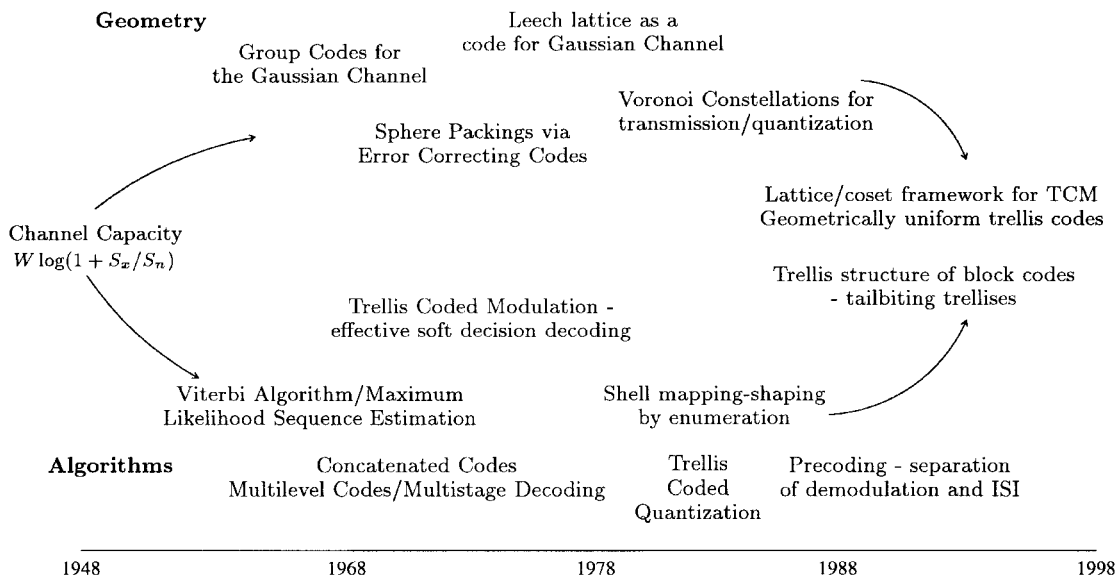 Geometry
Leech lattice as a
code for Gaussian Channel
Group Codes for
the Gaussian Channel
Voronoi Constellations for
transmission/quantization
Sphere Packings via
Error Correcting Codes
Lattice/coset framework for TCM
Geometrically uniform trellis codes
Channel Capacity
W log(1 + Sₓ/Sₙ)
Trellis structure of block codes
- tailbiting trellises
Trellis Coded Modulation -
effective soft decision decoding
Viterbi Algorithm/Maximum
Likelihood Sequence Estimation
Shell mapping-shaping
by enumeration
Algorithms
Concatenated Codes
Multilevel Codes/Multistage Decoding
Trellis
Coded
Quantization
Precoding - separation
of demodulation and ISI
1948 1968 1978 1988 1998